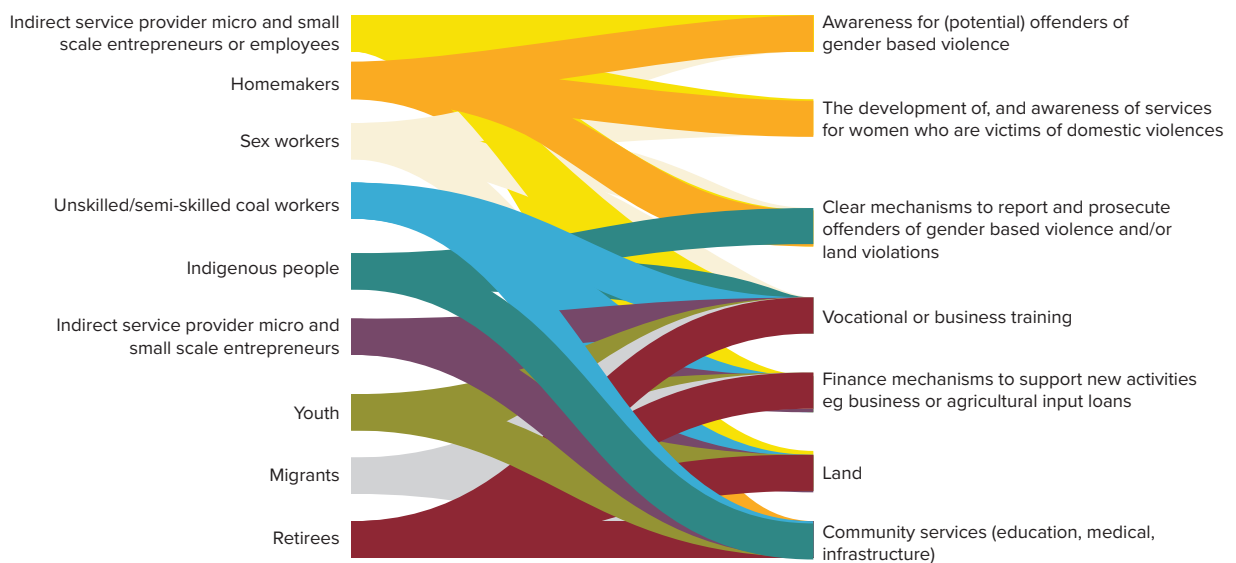 Indirect service provider micro and small
scale entrepreneurs or employees
Homemakers
Sex workers
Unskilled/semi-skilled coal workers
Indigenous people
Indirect service provider micro and
small scale entrepreneurs
Youth
Migrants
Retirees
Awareness for (potential) offenders of
gender based violence
The development of, and awareness of services
for women who are victims of domestic violences
Clear mechanisms to report and prosecute
offenders of gender based violence and/or
land violations
Vocational or business training
Finance mechanisms to support new activities
eg business or agricultural input loans
Land
Community services (education, medical,
infrastructure)